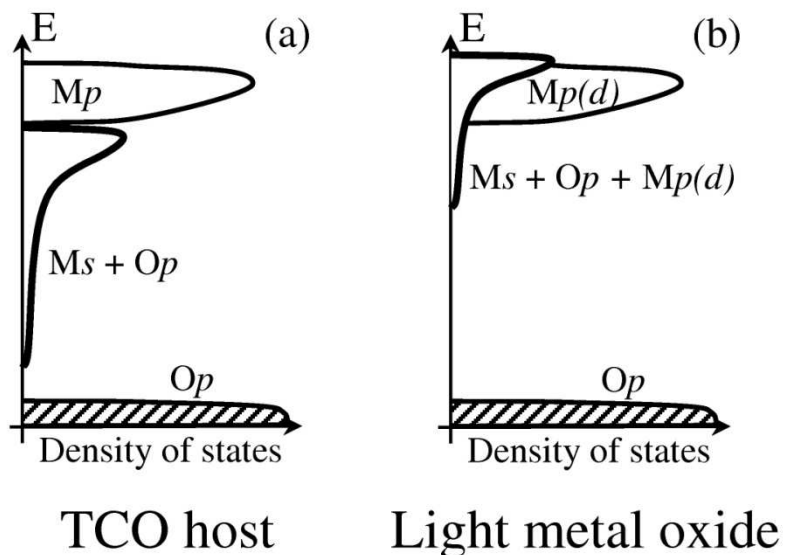 E
(a)
Mp
Ms + Op
Op
Density of states
TCO host
E
(b)
Mp(d)
Ms + Op + Mp(d)
Op
Density of states
Light metal oxide